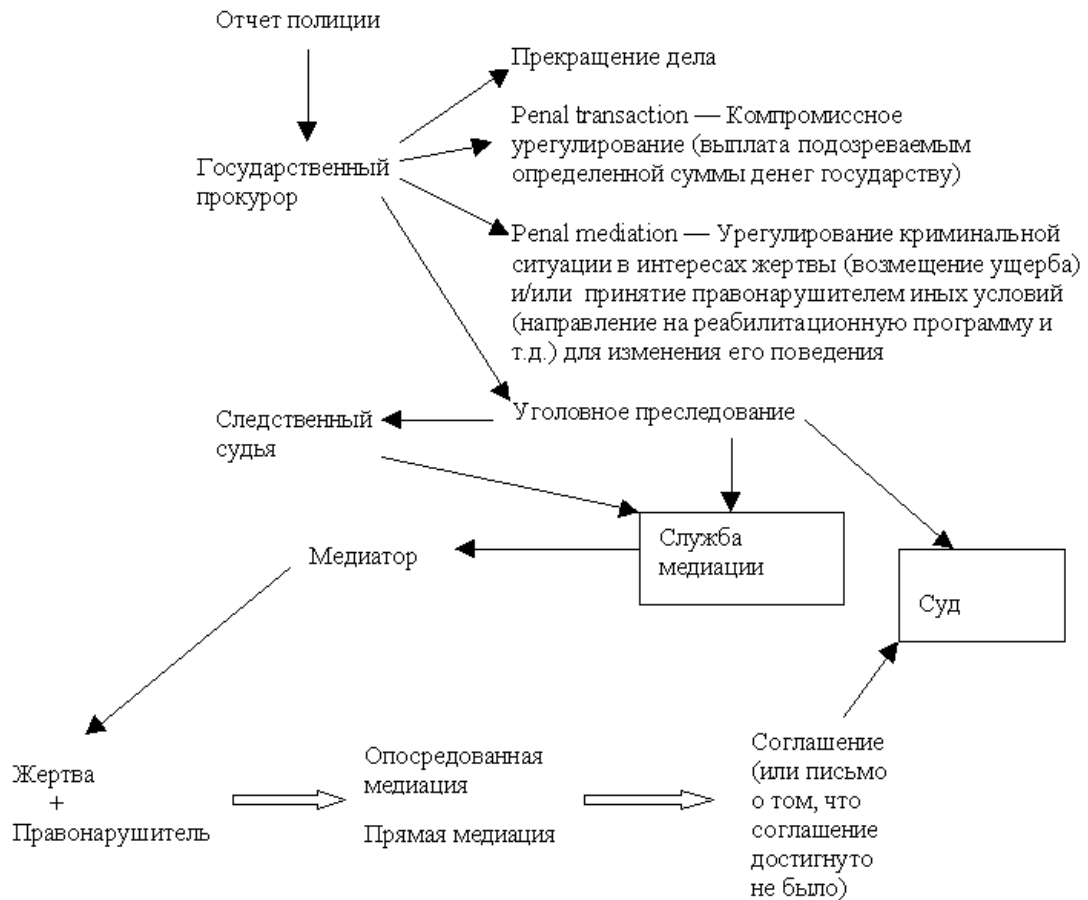 Отчет полиции
Прекращение дела
Penal transaction — Компромиссное
урегулирование (выплата подозреваемым
определенной суммы денег государству)
Государственный
прокурор
Penal mediation — Урегулирование криминальной
ситуации в интересах жертвы (возмещение ущерба)
и/или принятие правонарушителем иных условий
(направление на реабилитационную программу и
т.д.) для изменения его поведения
Уголовное преследование
Следственный
судья
Служба
медиации
Медиатор
Суд
Жертва
+
Правонарушитель
Опосредованная
медиация
Прямая медиация
Соглашение
(или письмо
о том, что
соглашение
достигнуто
не было)